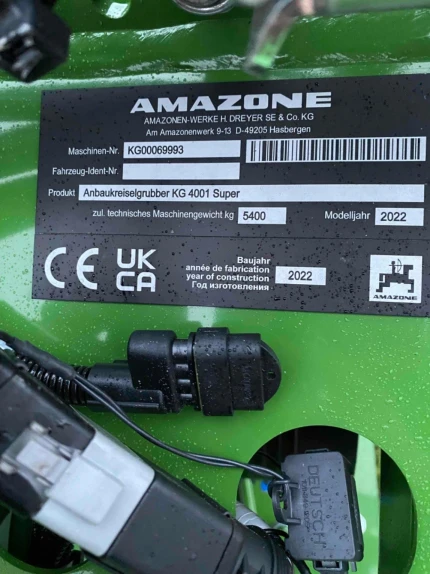 AMAZONE
AMAZONEN-WERKE H. DREYER SE & Co. KG
Am Amazonenwerk 9-13 D-49205 Hasbergen
Maschinen-Nr. KG00069993
Fahrzeug-Ident-Nr.
Produkt Anbaukreiselgrubber KG 4001 Super
zul. technisches Maschinengewicht kg 5400 Modelljahr 2022
CE UK CA
Baujahr
année de fabrication
year of construction
Год изготовления
2022
AMAZONE
DEUTSCH